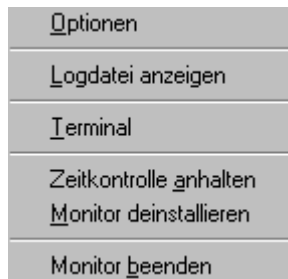 Optionen
Logdatei anzeigen
Terminal
Zeitkontrolle anhalten
Monitor deinstallieren
Monitor beenden